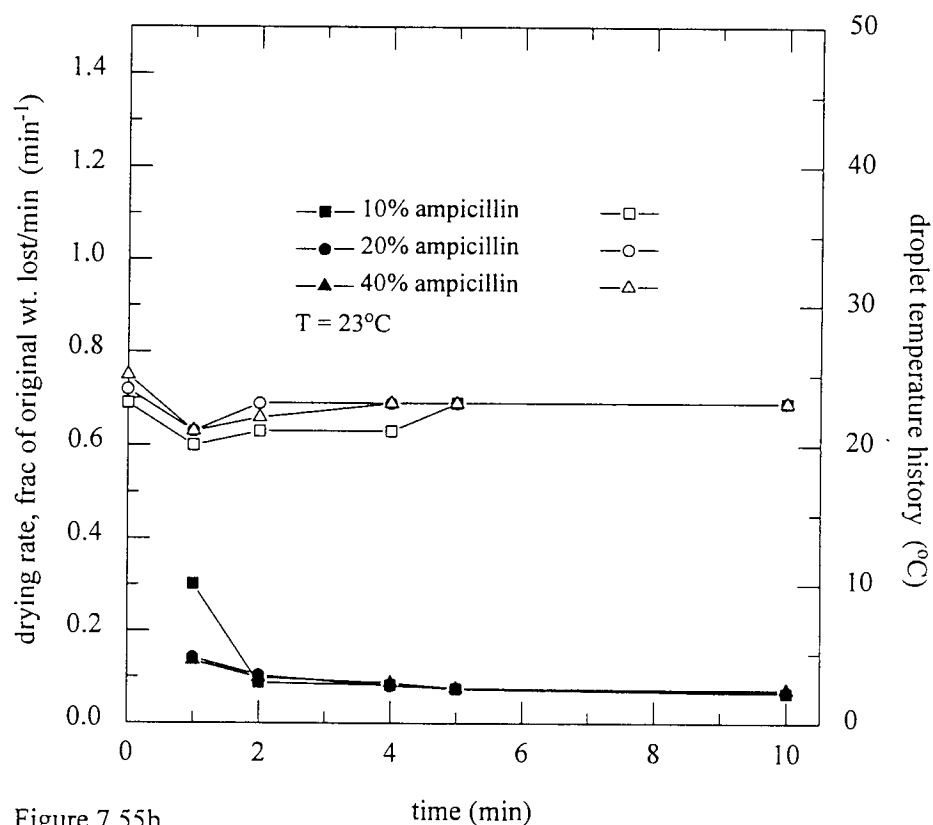 drying rate, frac of original wt. lost/min (min⁻¹)
1.4
1.2
1.0
0.8
0.6
0.4
0.2
0.0
10% ampicillin
20% ampicillin
40% ampicillin
T = 23°C
50
40
30
20
10
0
droplet temperature history (°C)
0 2 4 6 8 10
time (min)
Figure 7.55b